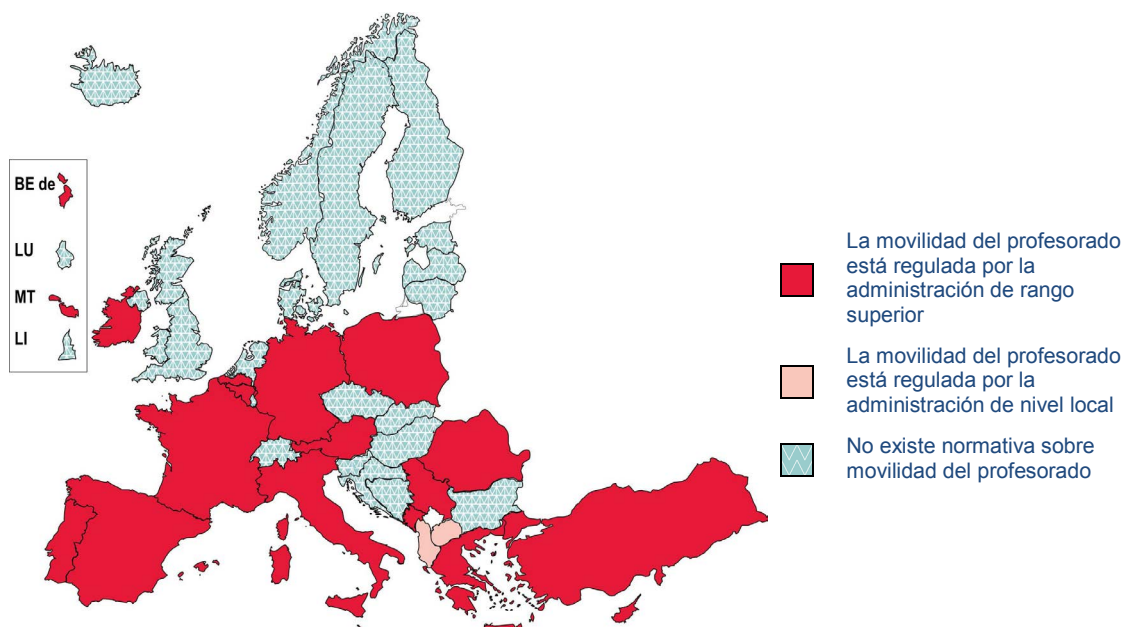 BE de
LU
MT
LI
La movilidad del profesorado
está regulada por la
administración de rango
superior
La movilidad del profesorado
está regulada por la
administración de nivel local
No existe normativa sobre
movilidad del profesorado